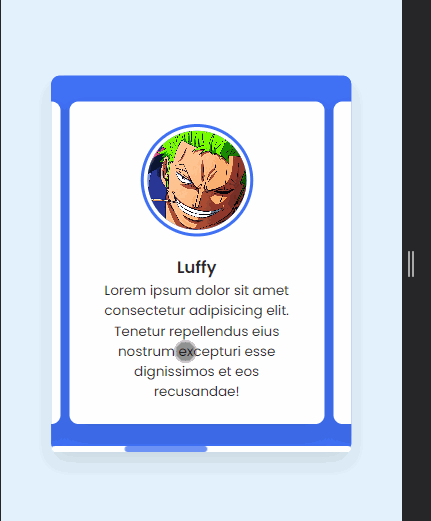 Luffy
Lorem ipsum dolor sit amet
consectetur adipisicing elit.
Tenetur repellendus eius
nostrum excepturi esse
dignissimos et eos
recusandae!